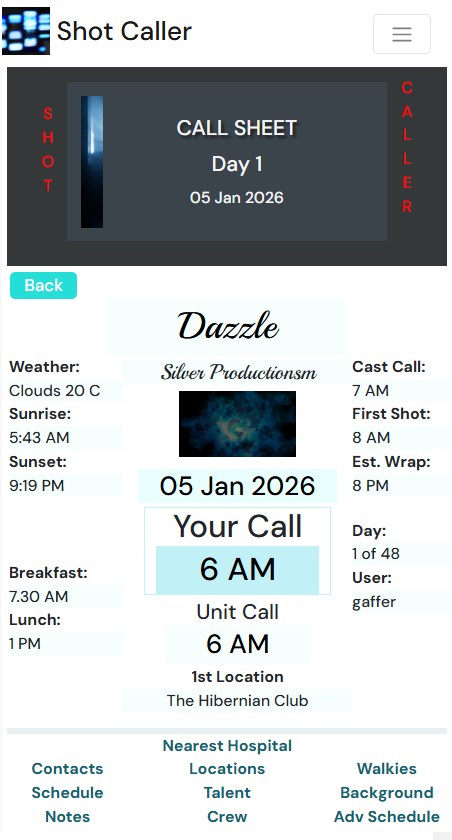 Shot Caller
SHOT
CALL SHEET
Day 1
05 Jan 2026
CALLER
Back
Dazzle
Silver Productionsm
Weather:
Clouds 20 C
Sunrise:
5:43 AM
Sunset:
9:19 PM
Breakfast:
7.30 AM
Lunch:
1 PM
05 Jan 2026
Your Call
6 AM
Unit Call
6 AM
1st Location
The Hibernian Club
Cast Call:
7 AM
First Shot:
8 AM
Est. Wrap:
8 PM
Day:
1 of 48
User:
gaffer
Nearest Hospital
Contacts Locations Walkies
Schedule Talent Background
Notes Crew Adv Schedule